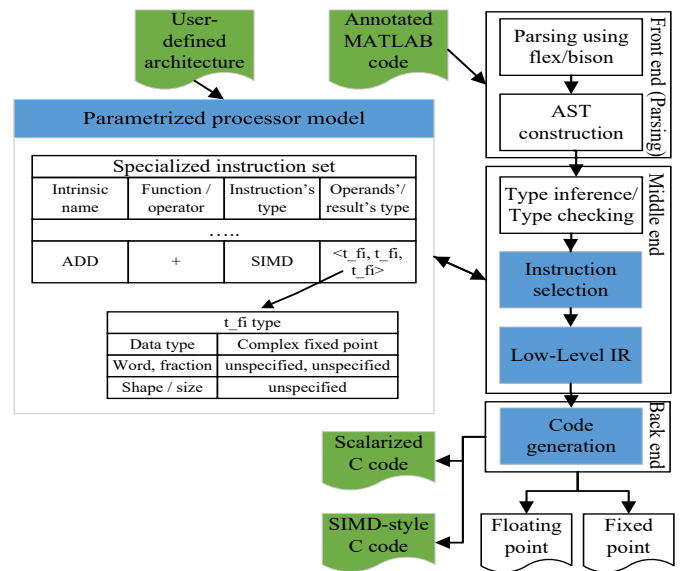 User-
defined
architecture
Annotated
MATLAB
code
Parsing using
flex/bison
AST
construction
Front end (Parsing)
Parametrized processor model
Specialized instruction set
Intrinsic
name
Function /
operator
Instruction's
type
Operands'/
result's type
.....
ADD
+
SIMD
<t_fi, t_fi,
t_fi>
t_fi type
Data type
Complex fixed point
Word, fraction
unspecified, unspecified
Shape / size
unspecified
Type inference/
Type checking
Instruction
selection
Low-Level IR
Middle end
Code
generation
Back end
Scalarized
C code
SIMD-style
C code
Floating
point
Fixed
point